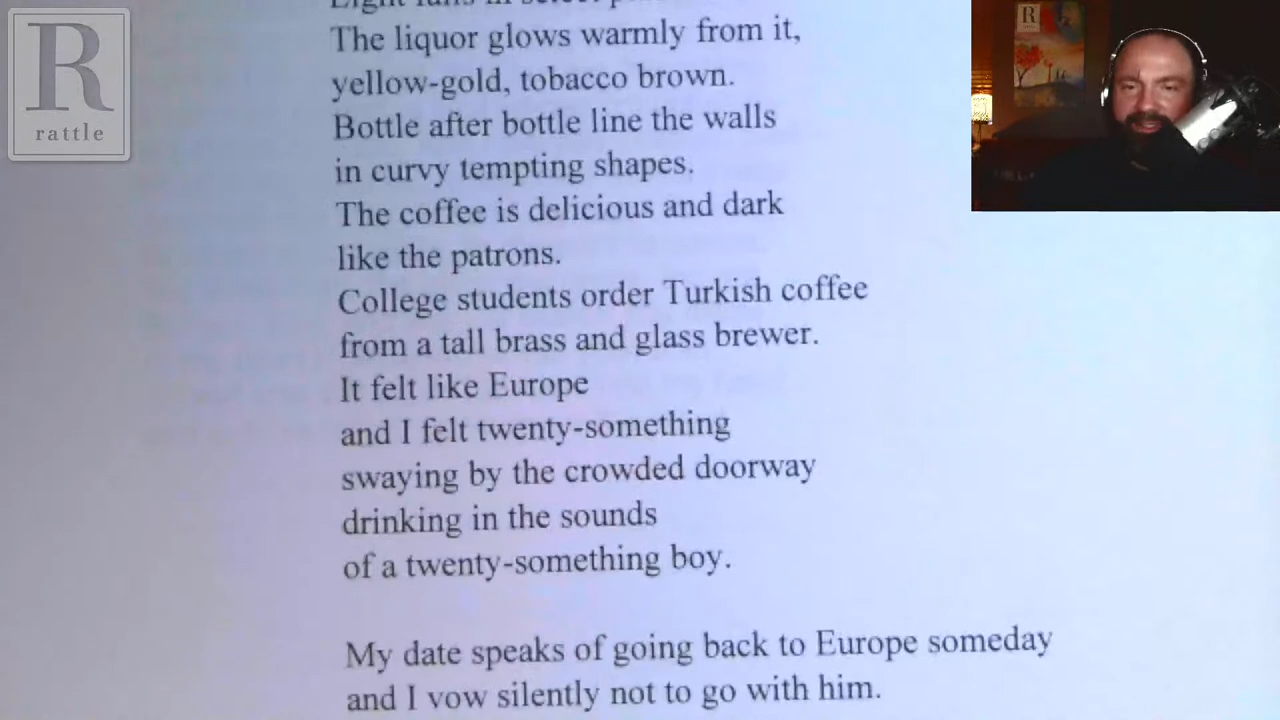 R
rattle
The liquor glows warmly from it,
yellow-gold, tobacco brown.
Bottle after bottle line the walls
in curvy tempting shapes.
The coffee is delicious and dark
like the patrons.
College students order Turkish coffee
from a tall brass and glass brewer.
It felt like Europe
and I felt twenty-something
swaying by the crowded doorway
drinking in the sounds
of a twenty-something boy.
My date speaks of going back to Europe someday
and I vow silently not to go with him.